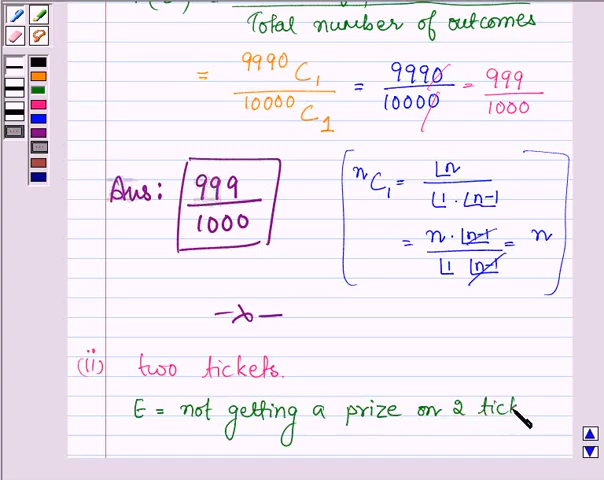 Total number of outcomes
= 9990C1 / 10000C1 = 9990 / 10000 = 999 / 1000
Ans: 999 / 1000
nC1 = ⌊n / ⌊1 · ⌊n-1
= n · ⌊n-1 / ⌊1 ⌊n-1 = n
(ii) two tickets.
E = not getting a prize on 2 tick